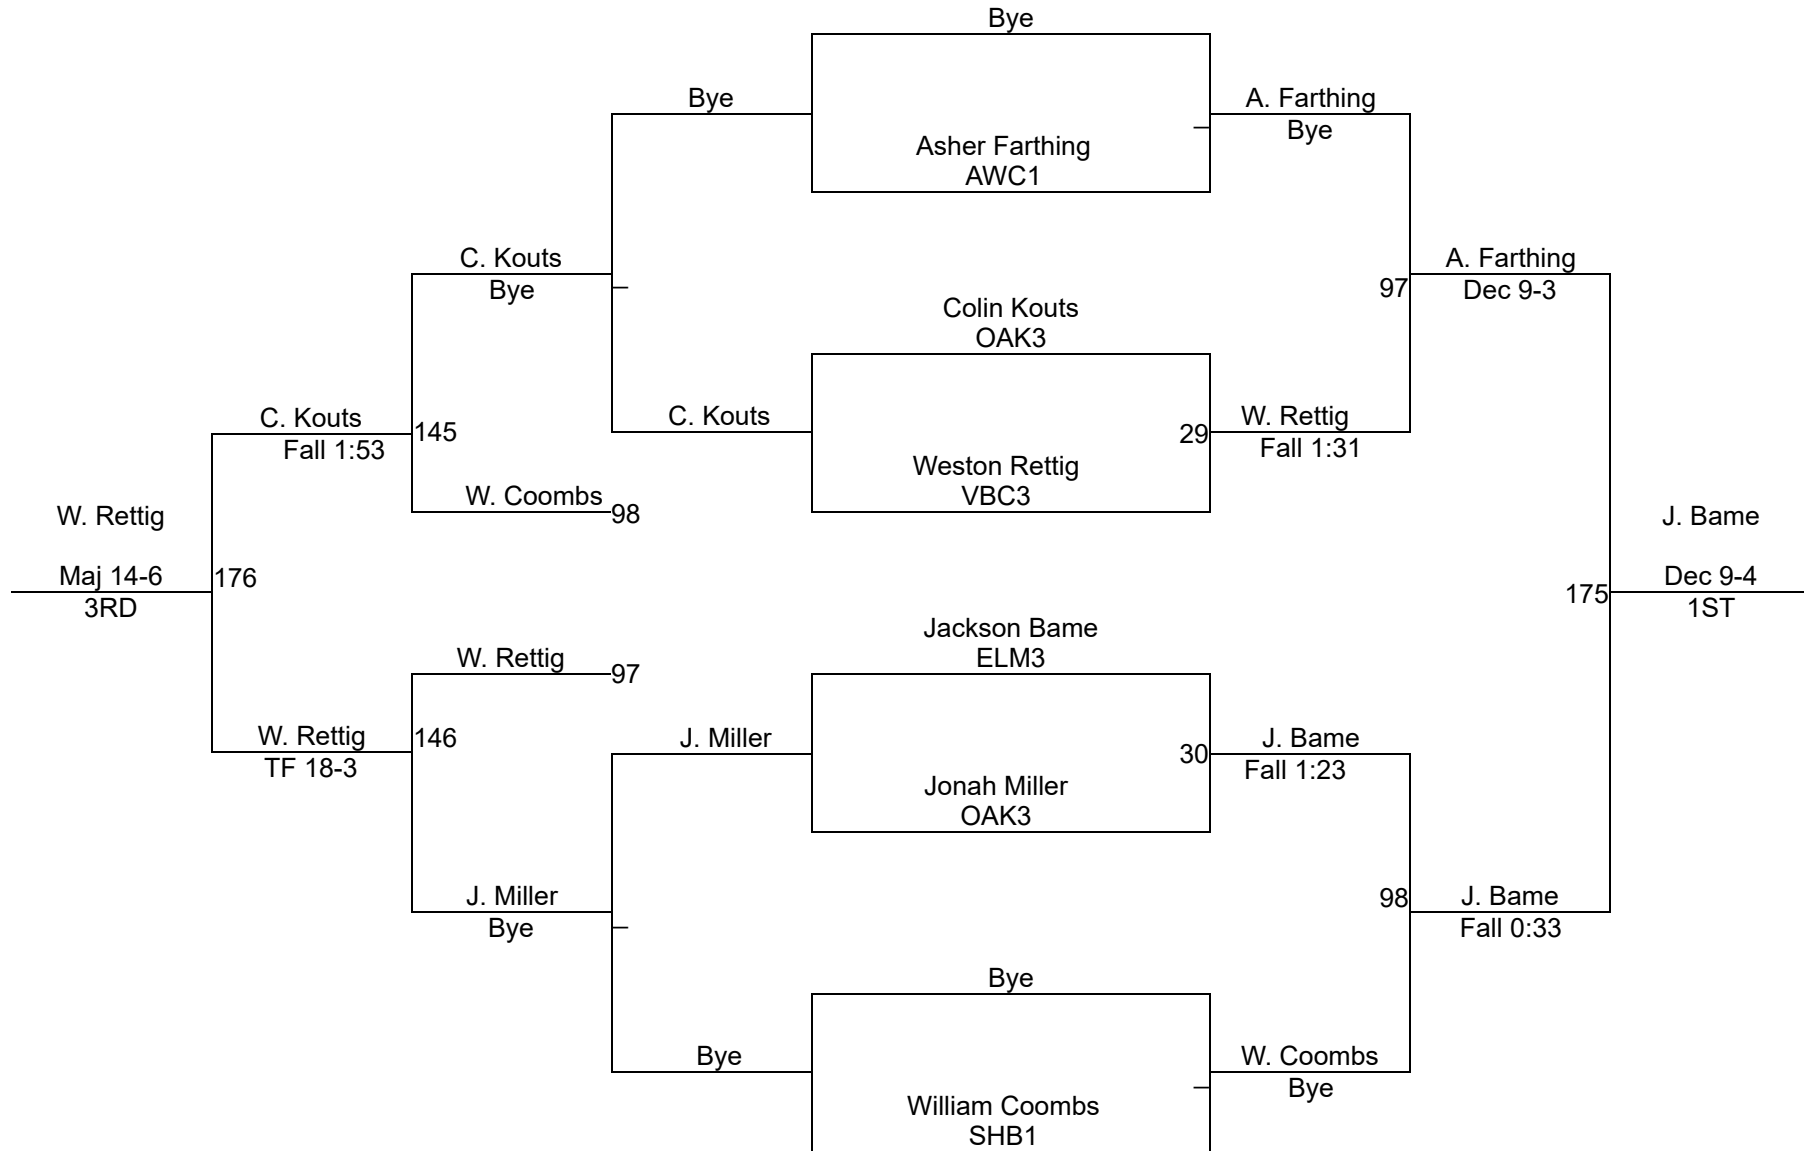 Bye
Bye
A. Farthing
Bye
Asher Farthing
AWC1
C. Kouts
Bye
A. Farthing
Dec 9-3
97
Colin Kouts
OAK3
C. Kouts
Fall 1:53
145
C. Kouts
29
W. Rettig
Fall 1:31
Weston Rettig
VBC3
W. Coombs
98
W. Rettig
Maj 14-6
3RD
176
J. Bame
Dec 9-4
1ST
175
Jackson Bame
ELM3
W. Rettig
97
W. Rettig
TF 18-3
146
J. Miller
30
J. Bame
Fall 1:23
Jonah Miller
OAK3
J. Miller
Bye
98
J. Bame
Fall 0:33
Bye
Bye
W. Coombs
Bye
William Coombs
SHB1